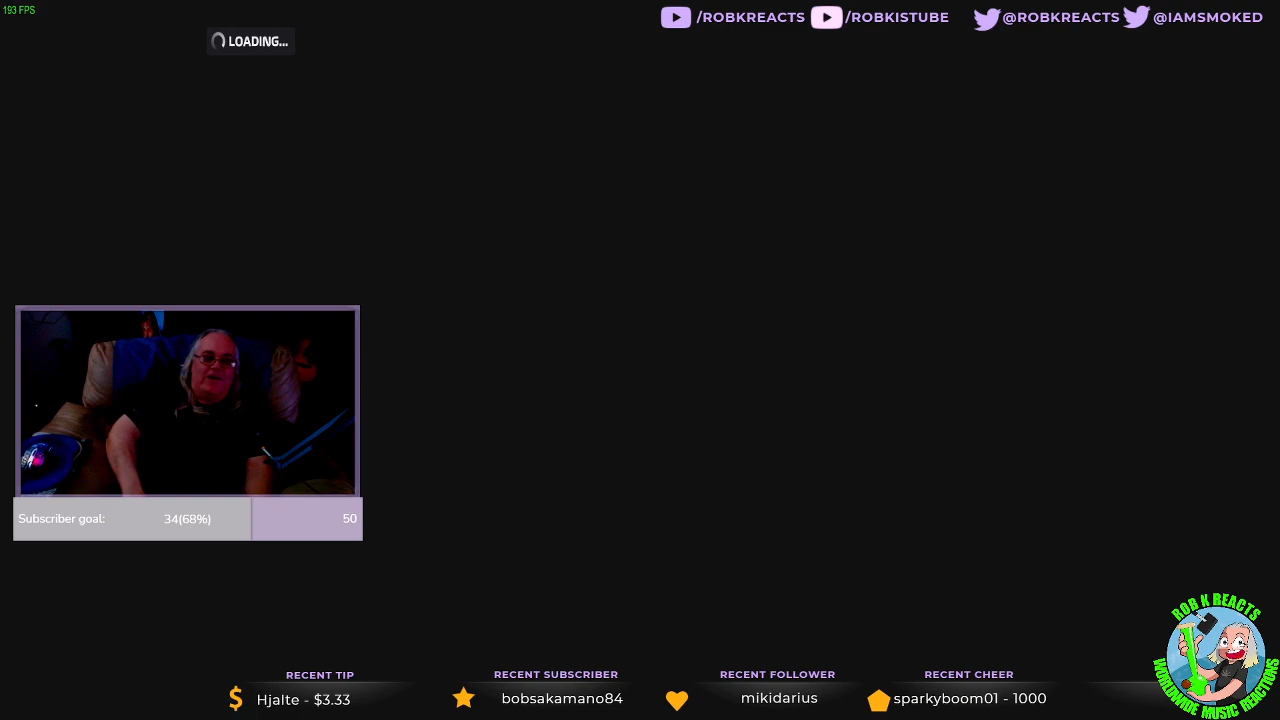 193 FPS
/ROBKREACTS /ROBKISTUBE @ROBKREACTS @IAMSMOKED
LOADING...
Subscriber goal: 34(68%) 50
ROB K REACTS
WORLDWIDE MUSIC REACTIONS
RECENT TIP RECENT SUBSCRIBER RECENT FOLLOWER RECENT CHEER
$ Hjalte - $3.33 bobsakamano84 mikidarius sparkyboom01 - 1000